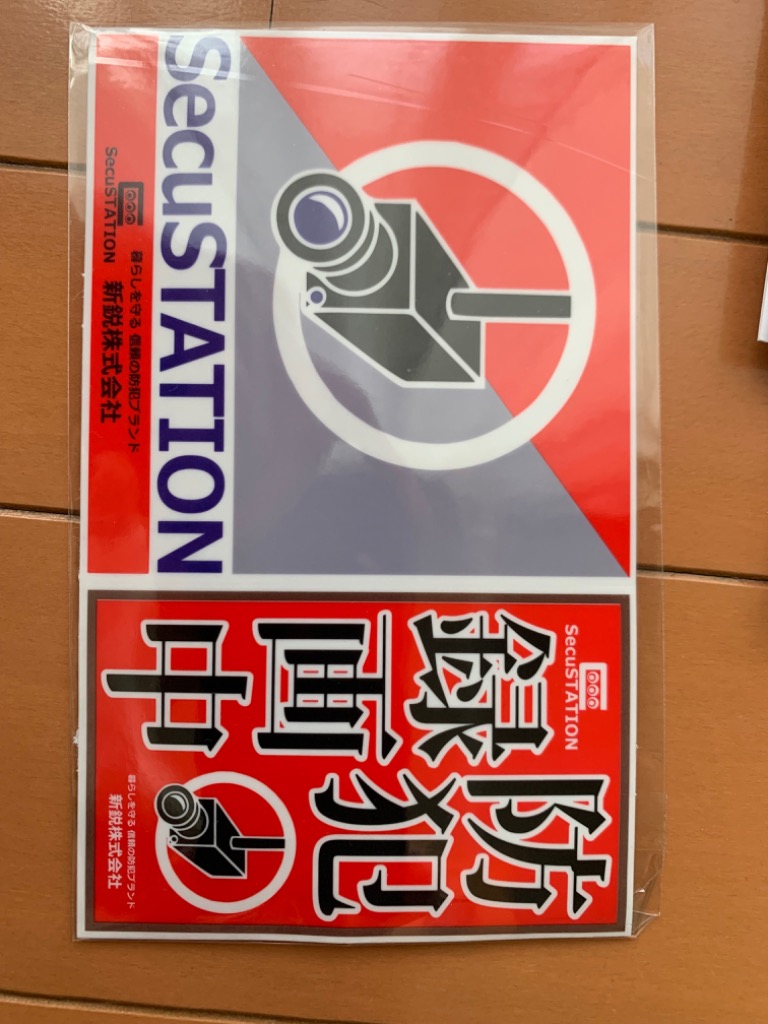 SecuSTATION
暮らしを守る 信頼の防犯ブランド
SecuSTATION 新鋭株式会社
SecuSTATION
防犯
録画中
暮らしを守る 信頼の防犯ブランド
新鋭株式会社